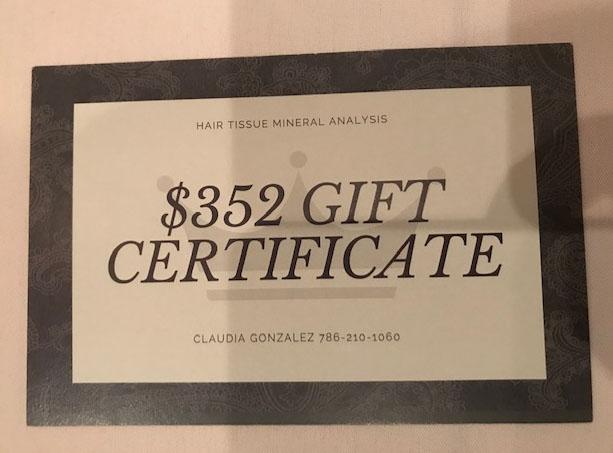 HAIR TISSUE MINERAL ANALYSIS
$352 GIFT
CERTIFICATE
CLAUDIA GONZALEZ 786-210-1060